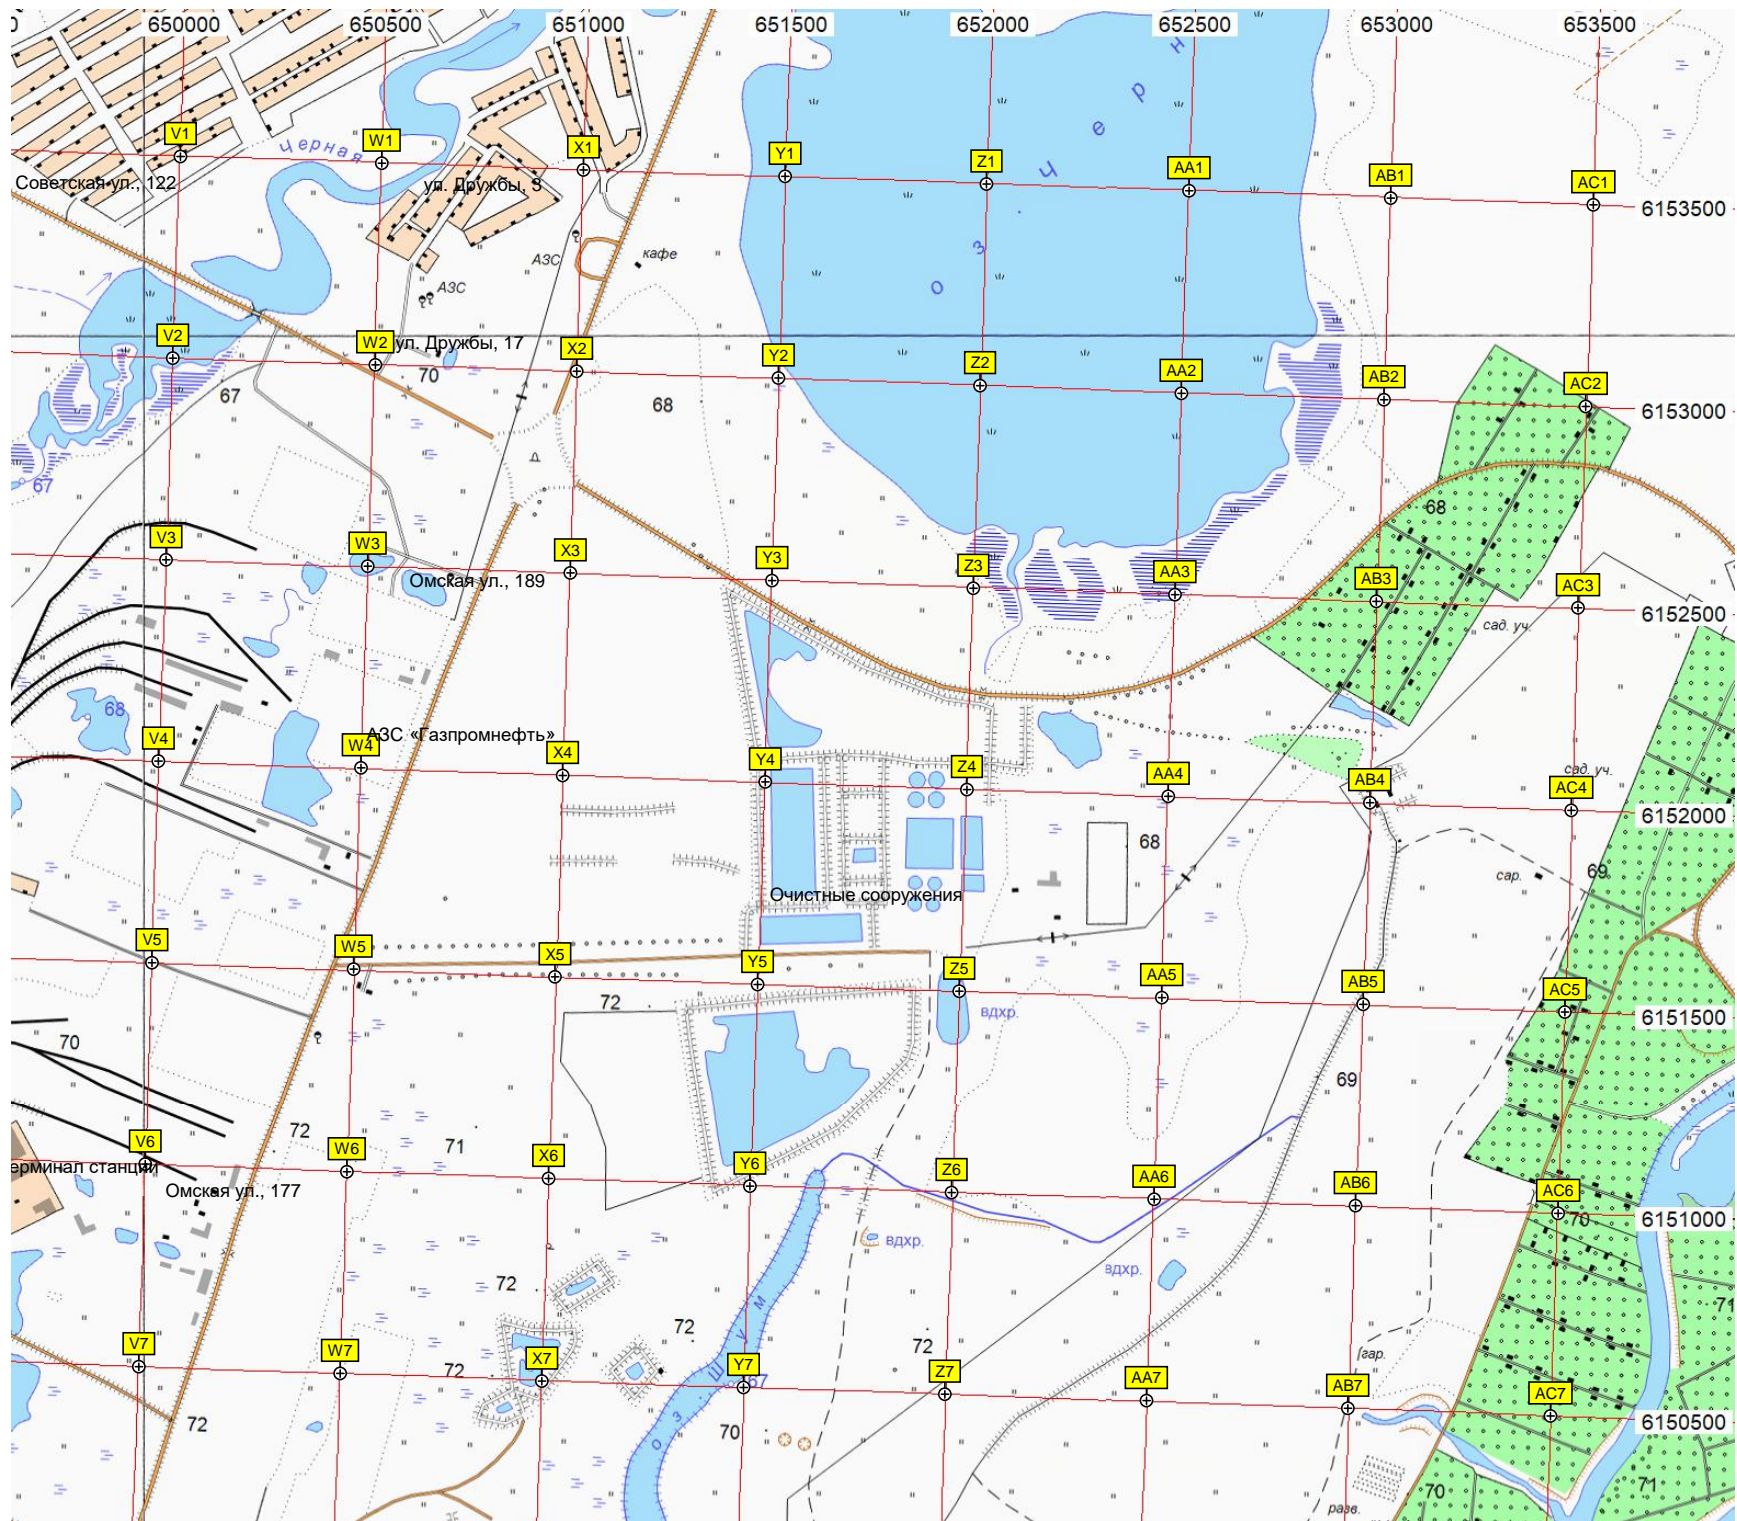 0 650000 650500 651000 651500 652000 652500 653000 653500
н
р
е
Ч
V1 W1 X1 Y1 Z1 AA1 AB1 AC1
Черная
Советская ул., 122
ул. Дружбы, 3
6153500
оз.
АЗС
кафе
АЗС
V2 W2 X2 Y2 Z2 AA2 AB2 AC2
ул. Дружбы, 17
70
67
68
6153000
67
68
V3 W3 X3 Y3 Z3 AA3 AB3 AC3
Омская ул., 189
6152500
сад. уч.
68
V4 W4 X4 Y4 Z4 AA4 AB4 AC4
АЗС «Газпромнефть»
сад. уч.
6152000
68
69
сар.
Очистные сооружения
V5 W5 X5 Y5 Z5 AA5 AB5 AC5
72
вдхр.
6151500
70
69
72
71
V6 W6 X6 Y6 Z6 AA6 AB6 AC6
ерминал станции
Омская ул., 177
70
6151000
вдхр.
вдхр.
72
71
72
72
гар.
V7 W7 X7 Y7 Z7 AA7 AB7 AC7
72
67
оз. Шум
72
70
6150500
71
70
разв.